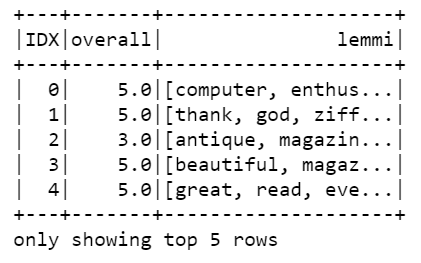 +---+-------+--------------------+
|IDX|overall|               lemmi|
+---+-------+--------------------+
|  0|    5.0|[computer, enthus...|
|  1|    5.0|[thank, god, ziff...|
|  2|    3.0|[antique, magazin...|
|  3|    5.0|[beautiful, magaz...|
|  4|    5.0|[great, read, eve...|
+---+-------+--------------------+
only showing top 5 rows